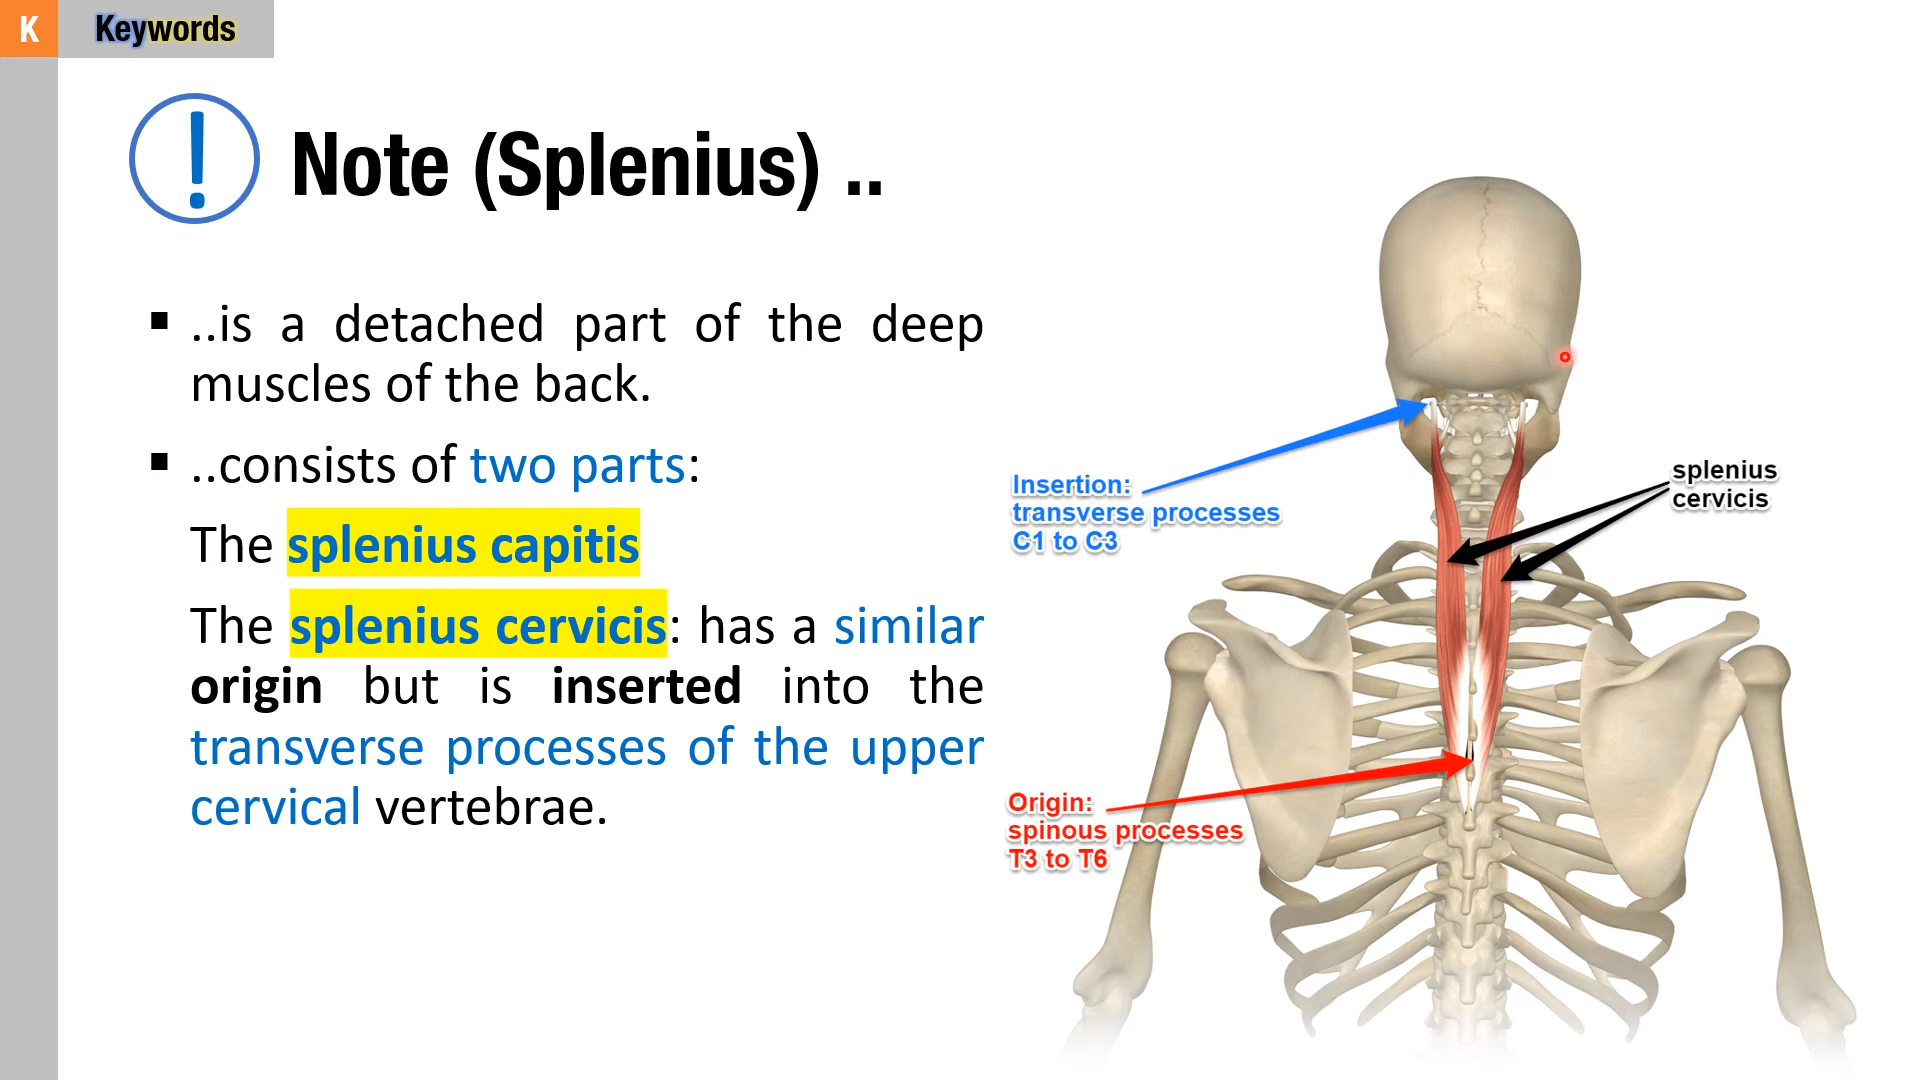 K
Keywords
! Note (Splenius) ..
▪ ..is a detached part of the deep
muscles of the back.
▪ ..consists of two parts:
The splenius capitis
The splenius cervicis: has a similar
origin but is inserted into the
transverse processes of the upper
cervical vertebrae.
Insertion:
transverse processes
C1 to C3
splenius
cervicis
Origin:
spinous processes
T3 to T6